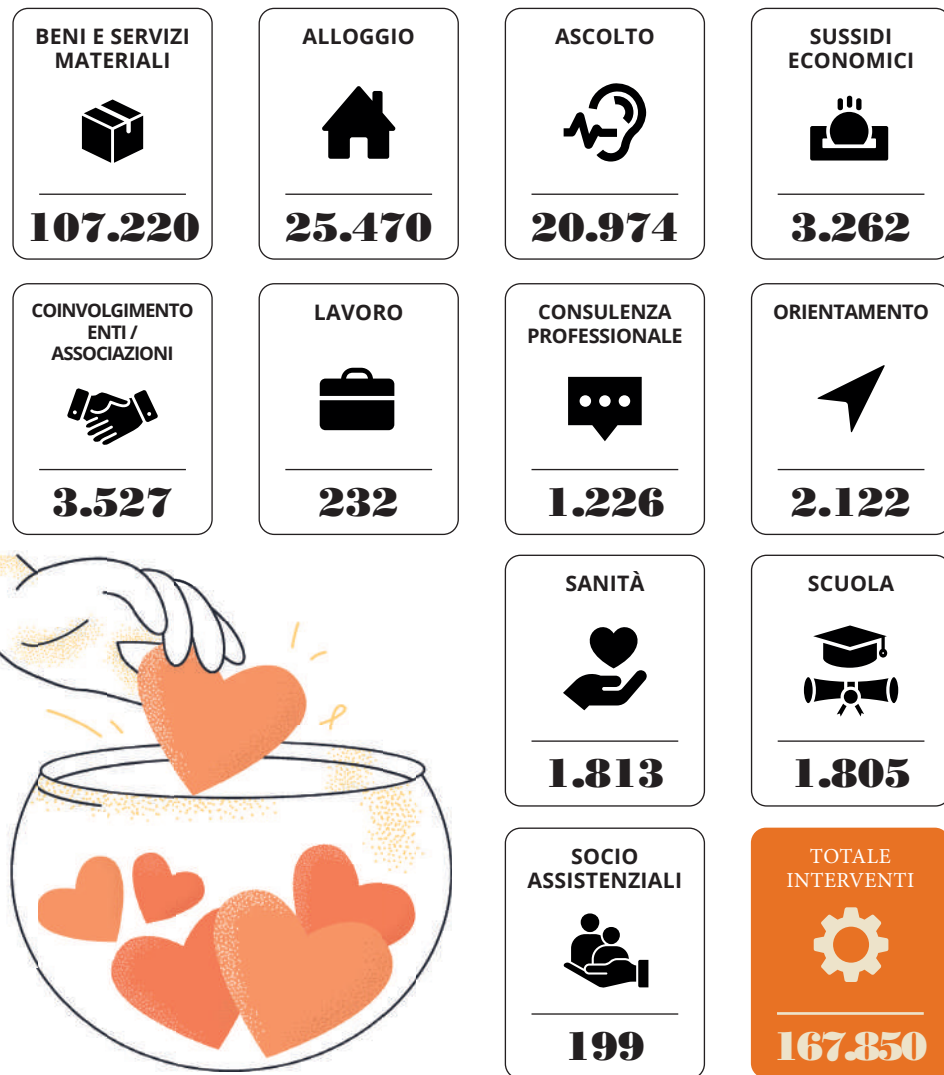 BENI E SERVIZI
MATERIALI
107.220
ALLOGGIO
25.470
ASCOLTO
20.974
SUSSIDI
ECONOMICI
3.262
COINVOLGIMENTO
ENTI /
ASSOCIAZIONI
3.527
LAVORO
232
CONSULENZA
PROFESSIONALE
1.226
ORIENTAMENTO
2.122
SANITÀ
1.813
SCUOLA
1.805
SOCIO
ASSISTENZIALI
199
TOTALE
INTERVENTI
167.850